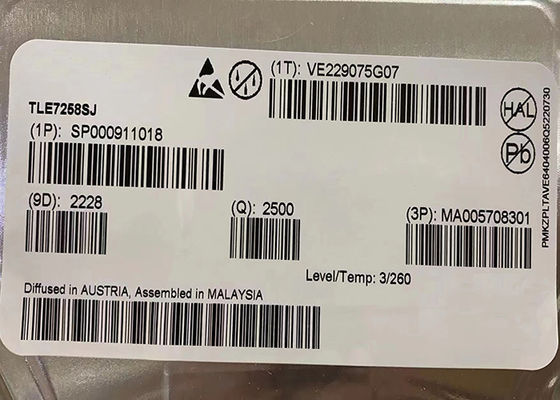 (1T): VE229075G07
TLE7258SJ
(1P): SP000911018
HAL
Pb
(9D): 2228
(Q): 2500
(3P): MA005708301
Level/Temp: 3/260
Diffused in AUSTRIA, Assembled in MALAYSIA
PMKZPLTAVE6404006Q5220730